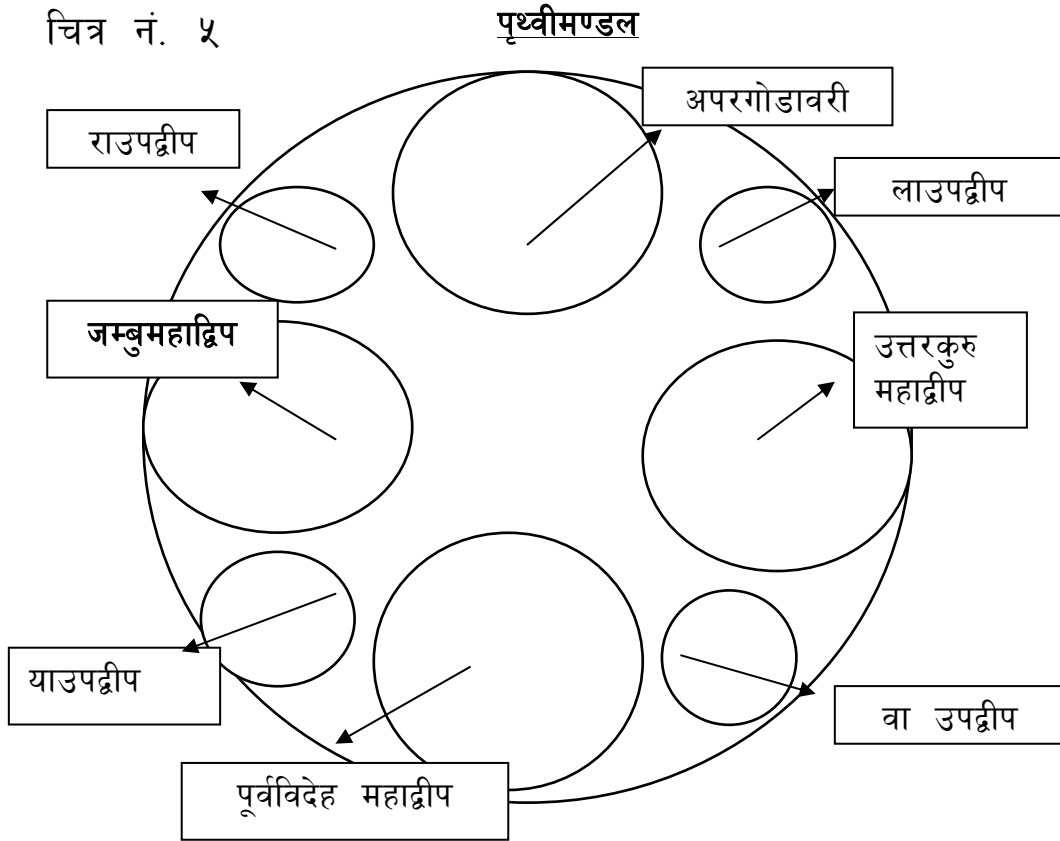 चित्र नं. ५
पृथ्वीमण्डल
अपरगोडावरी
राउपद्वीप
लाउपद्वीप
जम्बुमहाद्विप
उत्तरकुरु
महाद्वीप
याउपद्वीप
वा उपद्वीप
पूर्वविदेह महाद्वीप